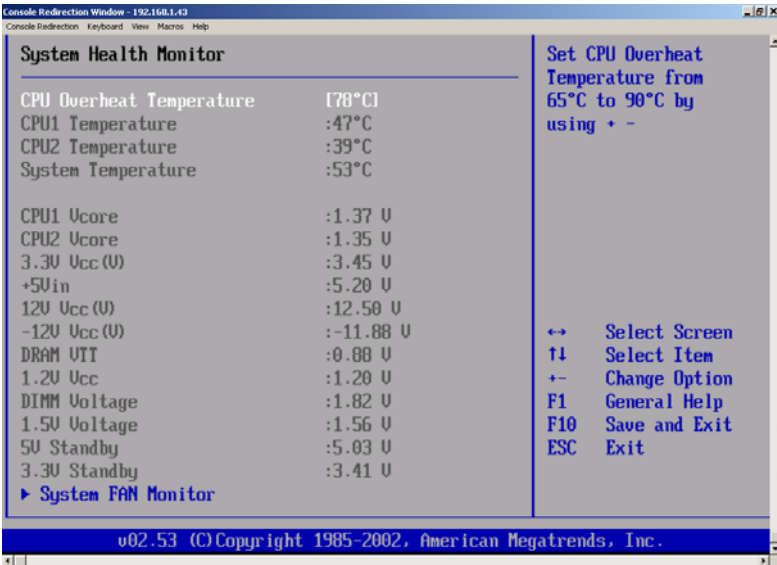 Console Redirection Window - 192.168.1.43
Console Redirection Keyboard View Macros Help
System Health Monitor
CPU Overheat Temperature [78°C]
CPU1 Temperature :47°C
CPU2 Temperature :39°C
System Temperature :53°C
CPU1 Vcore :1.37 V
CPU2 Vcore :1.35 V
3.3V Vcc(V) :3.45 V
+5Vin :5.20 V
12V Vcc(V) :12.50 V
-12V Vcc(V) :-11.88 V
DRAM VTT :0.88 V
1.2V Vcc :1.20 V
DIMM Voltage :1.82 V
1.5V Voltage :1.56 V
5V Standby :5.03 V
3.3V Standby :3.41 V
▶ System FAN Monitor
Set CPU Overheat
Temperature from
65°C to 90°C by
using + -
↔ Select Screen
↑↓ Select Item
+- Change Option
F1 General Help
F10 Save and Exit
ESC Exit
v02.53 (C)Copyright 1985-2002, American Megatrends, Inc.